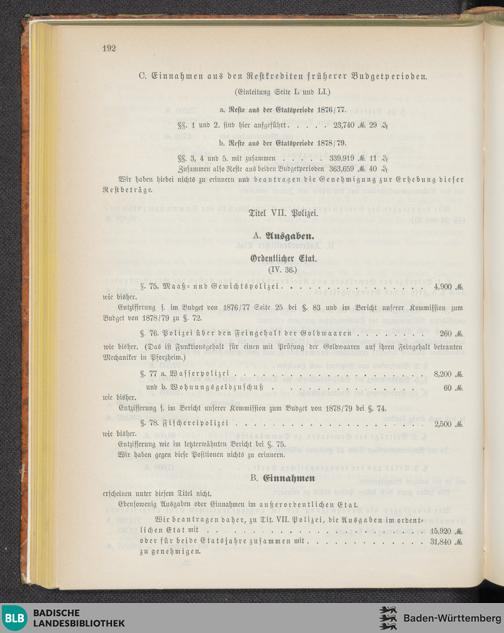 192
C. Einnahmen aus den Restkrediten früherer Budgetperioden.
(Einleitung Seite L und LI.)
a. Reste aus der Etatsperiode 1876/77.
§§. 1 und 2. sind hier aufgeführt . . . . . 23,740 ℳ 29 ₰
b. Reste aus der Etatsperiode 1878/79.
§§. 3, 4 und 5. mit zusammen . . . . . 339,919 ℳ 11 ₰
Zusammen also Reste aus beiden Budgetperioden 363,659 ℳ 40 ₰
Wir haben hiebei nichts zu erinnern und beantragen die Genehmigung zur Erhebung dieser
Restbeträge.
Titel VII. Polizei.
A. Ausgaben.
Ordentlicher Etat.
(IV. 36.)
§. 75. Maaß- und Gewichtspolizei . . . . . . . . . . . . . . . 4,900 ℳ
wie bisher.
Entzifferung s. im Budget von 1876/77 Seite 25 bei §. 83 und im Bericht unserer Kommission zum
Budget von 1878/79 zu §. 72.
§. 76. Polizei über den Feingehalt der Goldwaaren . . . . . . . 260 ℳ
wie bisher. (Das ist Funktionsgehalt für einen mit Prüfung der Goldwaaren auf ihren Feingehalt betrauten
Mechaniker in Pforzheim.)
§. 77 a. Wasserpolizei . . . . . . . . . . . . . . . . . . . . 8,200 ℳ
und b. Wohnungsgeldzuschuß . . . . . . . . . . . . . . . . 60 ℳ
wie bisher.
Entzifferung s. im Bericht unserer Kommission zum Budget von 1878/79 bei §. 74.
§. 78. Fischereipolizei . . . . . . . . . . . . . . . . . . . . 2,500 ℳ
wie bisher.
Entzifferung wie im letzterwähnten Bericht bei §. 75.
Wir haben gegen diese Positionen nichts zu erinnern.
B. Einnahmen
erscheinen unter diesem Titel nicht.
Ebensowenig Ausgaben oder Einnahmen im außerordentlichen Etat.
Wir beantragen daher, zu Tit. VII. Polizei, die Ausgaben im ordent-
lichen Etat mit . . . . . . . . . . . . . . . . . . . . . . 15,920 ℳ
oder für beide Etatsjahre zusammen mit . . . . . . . . . . . . 31,840 ℳ
zu genehmigen.
BLB BADISCHE
LANDESBIBLIOTHEK
Baden-Württemberg